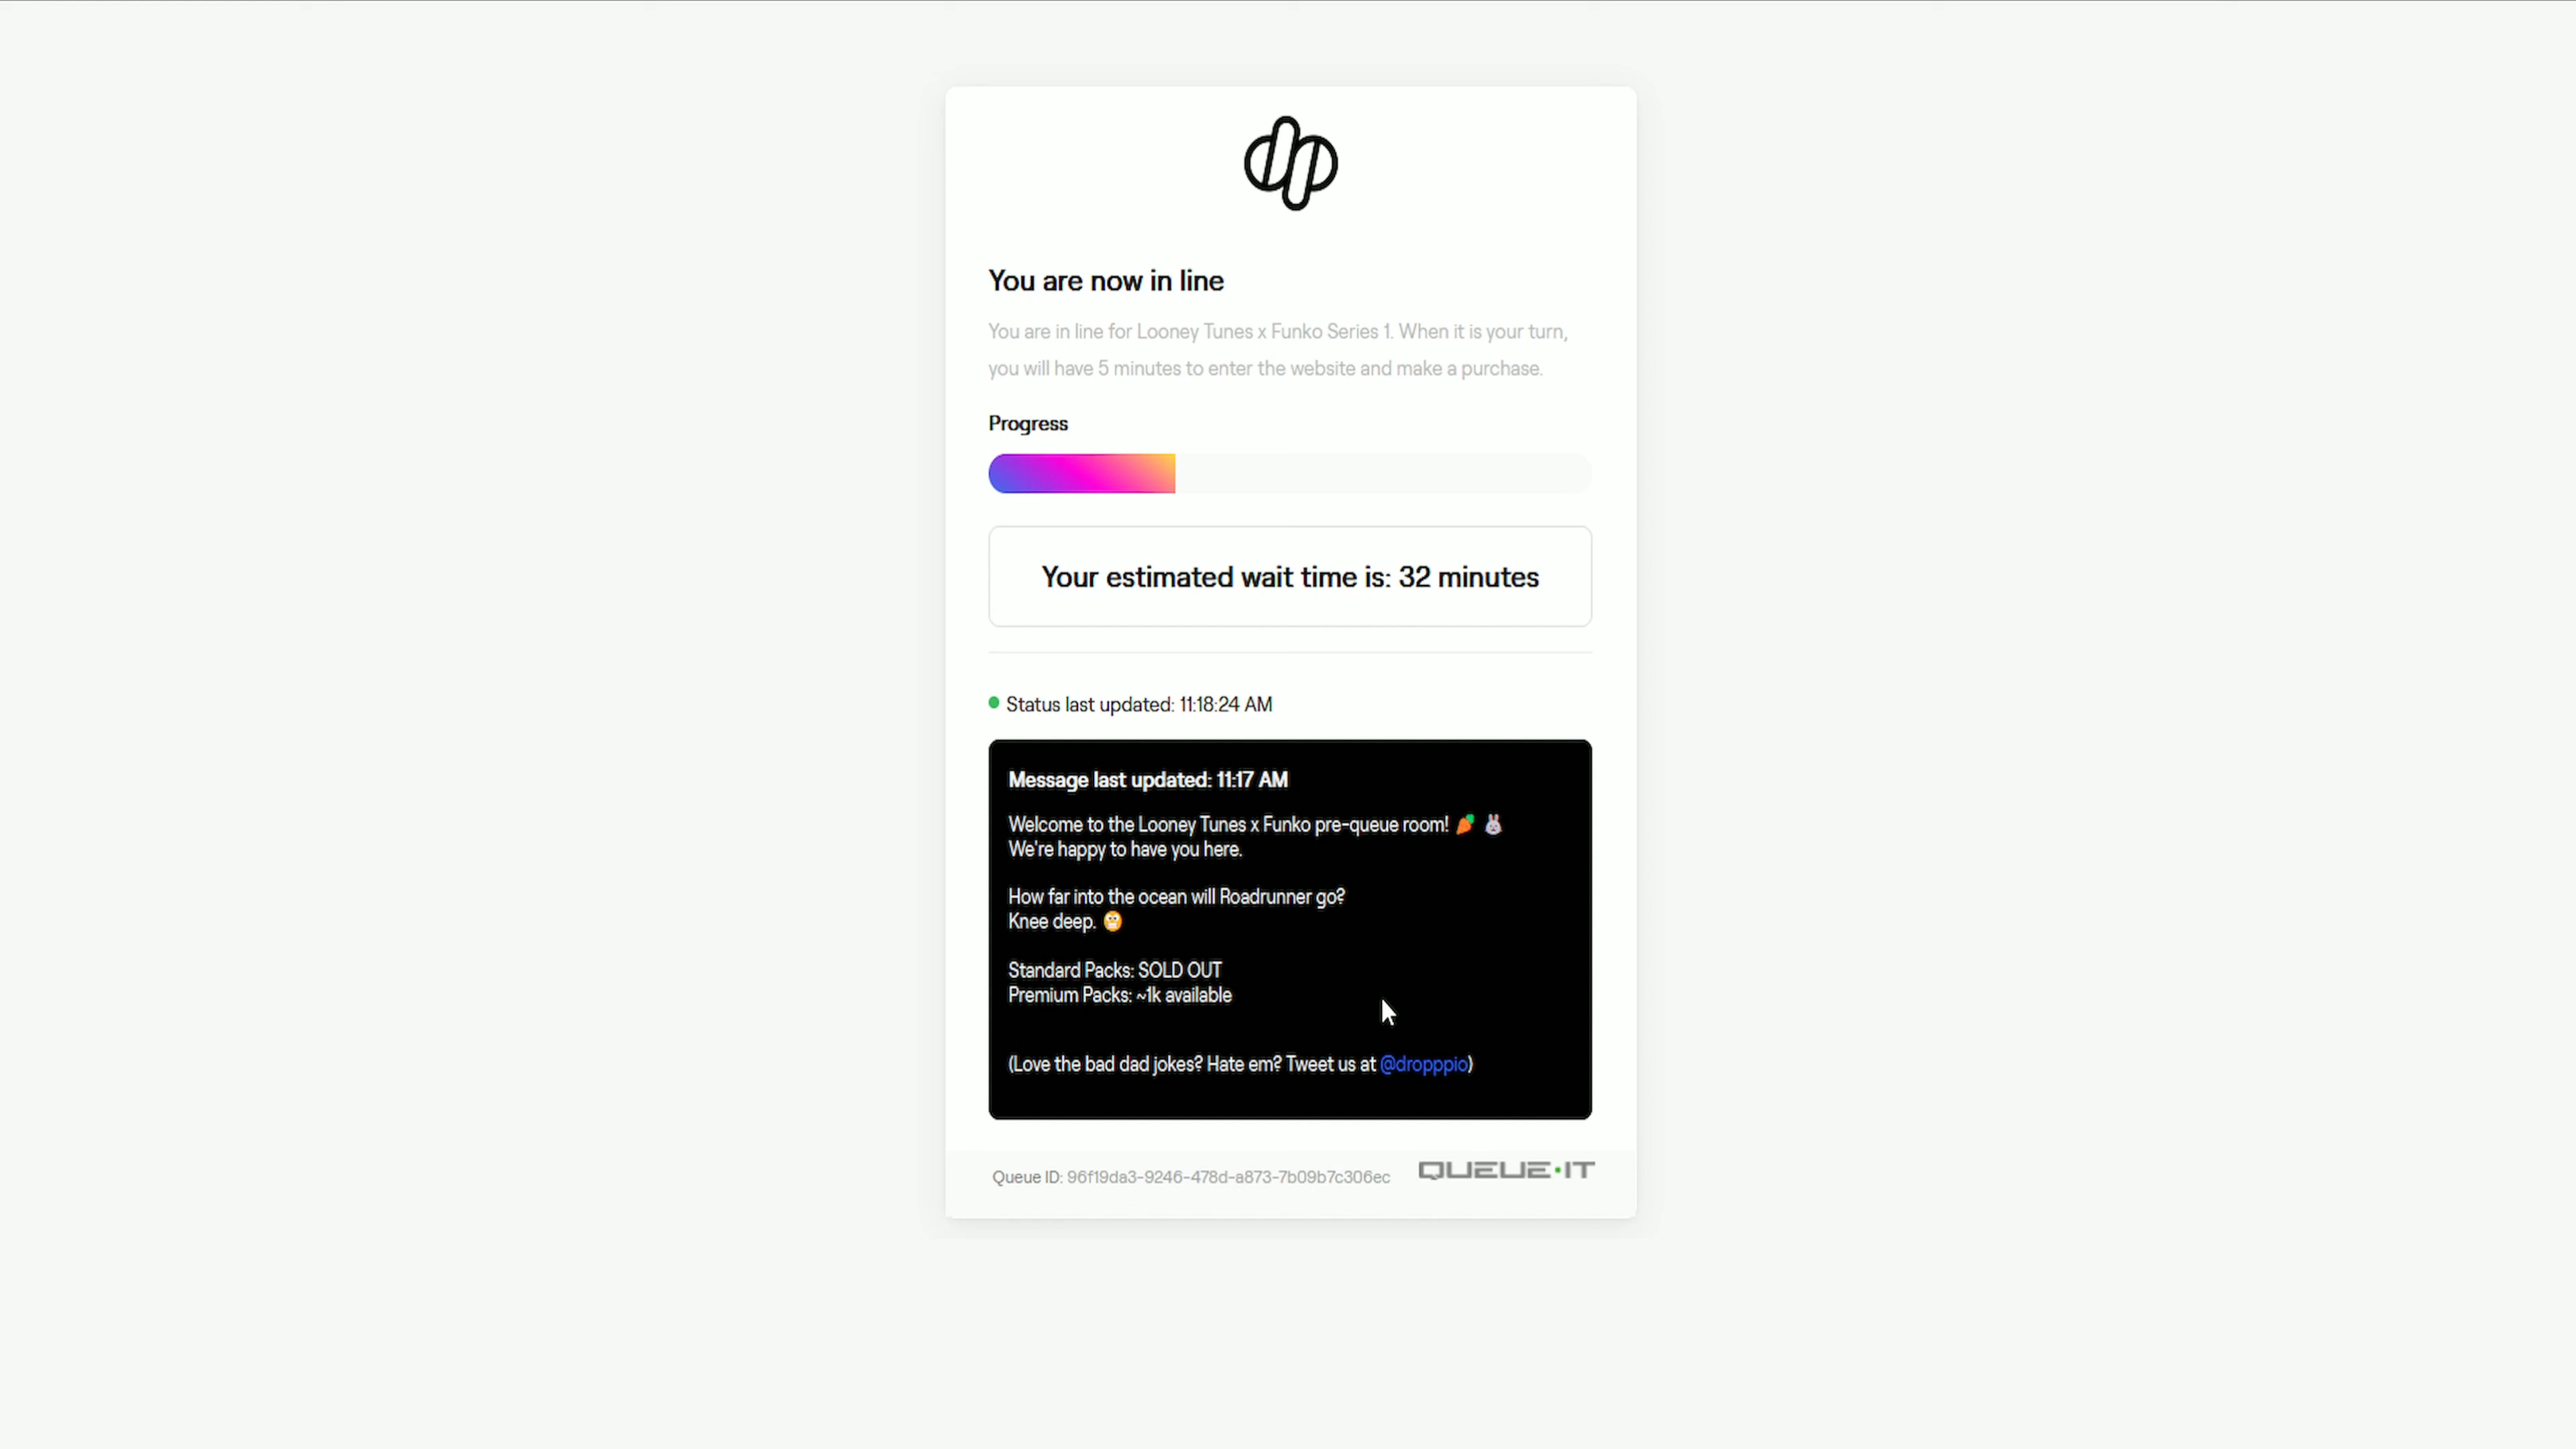 You are now in line
You are in line for Looney Tunes x Funko Series 1. When it is your turn,
you will have 5 minutes to enter the website and make a purchase.
Progress
Your estimated wait time is: 32 minutes
Status last updated: 11:18:24 AM
Message last updated: 11:17 AM
Welcome to the Looney Tunes x Funko pre-queue room! 🥕 🐰
We're happy to have you here.
How far into the ocean will Roadrunner go?
Knee deep. 😬
Standard Packs: SOLD OUT
Premium Packs: ~1k available
(Love the bad dad jokes? Hate em? Tweet us at @dropppio)
Queue ID: 96f19da3-9246-478d-a873-7b09b7c306ec
QUEUE·IT